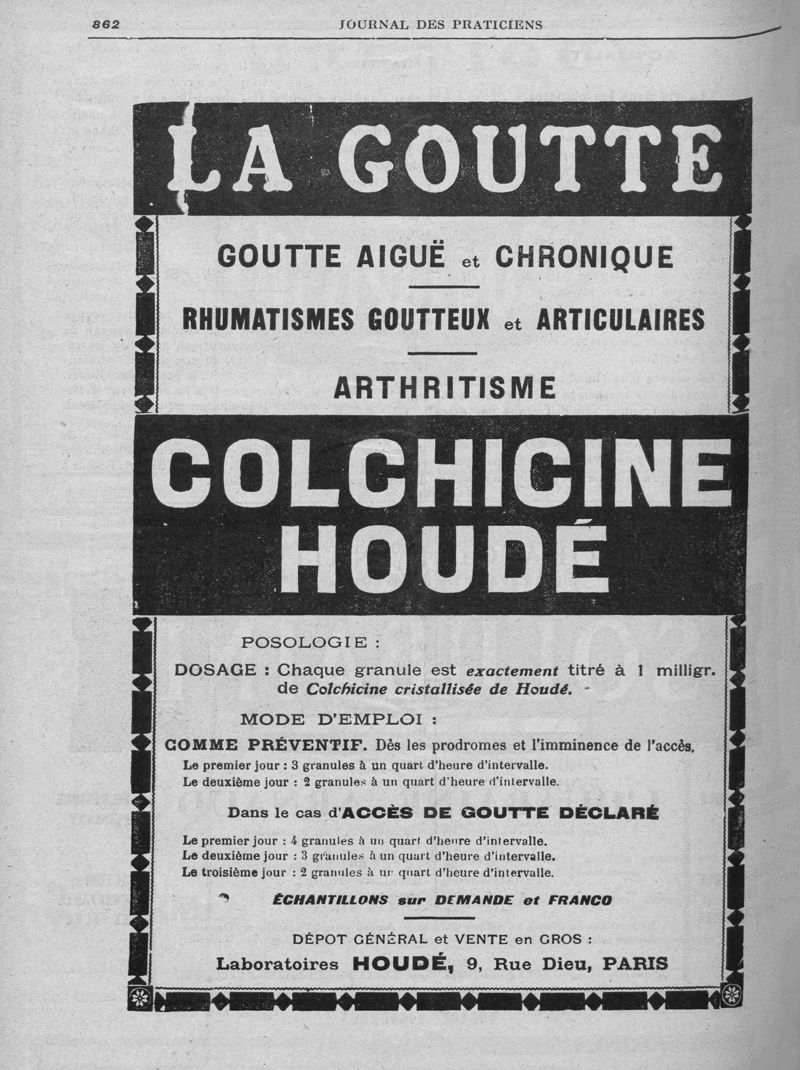 862 JOURNAL DES PRATICIENS
LA GOUTTE
GOUTTE AIGUË et CHRONIQUE
RHUMATISMES GOUTTEUX et ARTICULAIRES
ARTHRITISME
COLCHICINE
HOUDÉ
POSOLOGIE :
DOSAGE : Chaque granule est exactement titré à 1 milligr.
de Colchicine cristallisée de Houdé.
MODE D'EMPLOI :
COMME PRÉVENTIF. Dès les prodromes et l'imminence de l'accès.
Le premier jour : 3 granules à un quart d'heure d'intervalle.
Le deuxième jour : 2 granules à un quart d'heure d'intervalle.
Dans le cas d'ACCÈS DE GOUTTE DÉCLARÉ
Le premier jour : 4 granules à un quart d'heure d'intervalle.
Le deuxième jour : 3 granules à un quart d'heure d'intervalle.
Le troisième jour : 2 granules à un quart d'heure d'intervalle.
ÉCHANTILLONS sur DEMANDE et FRANCO
DÉPOT GÉNÉRAL et VENTE en GROS :
Laboratoires HOUDÉ, 9, Rue Dieu, PARIS